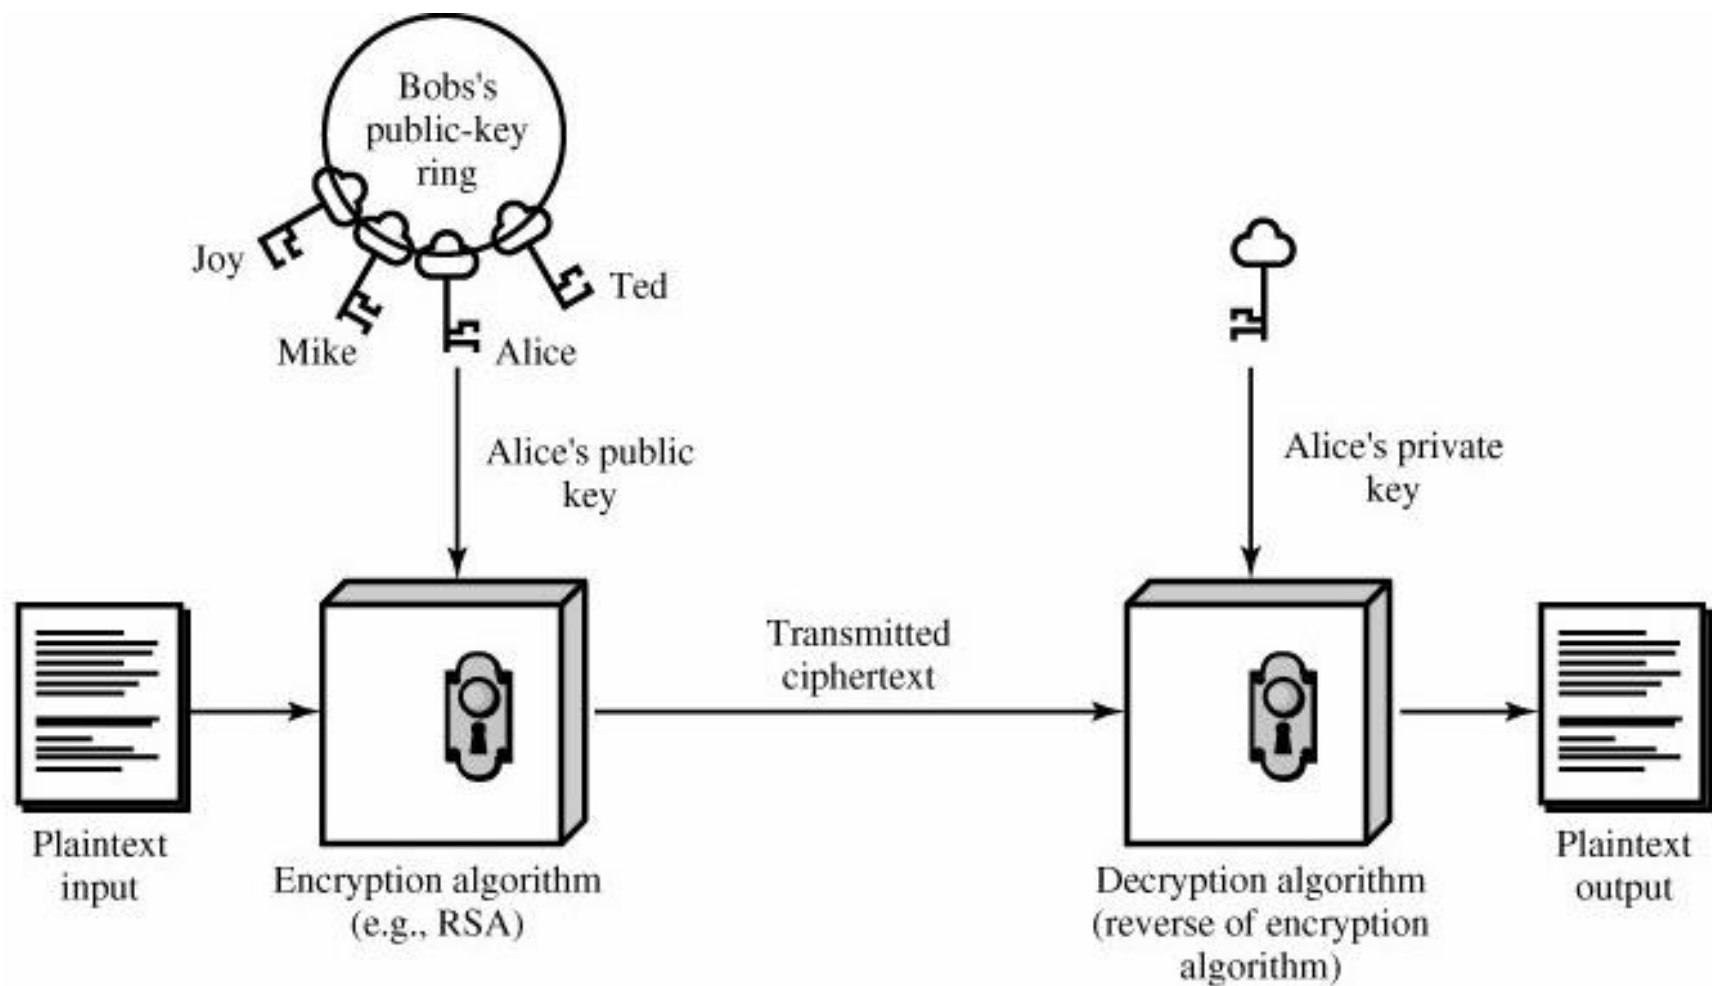 Bobs's
public-key
ring
Joy
Mike
Alice
Ted
Alice's public
key
Alice's private
key
Transmitted
ciphertext
Plaintext
input
Encryption algorithm
(e.g., RSA)
Decryption algorithm
(reverse of encryption
algorithm)
Plaintext
output